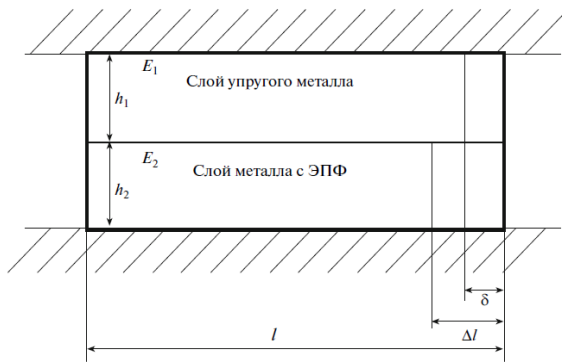 E₁
Слой упругого металла
h₁
E₂
Слой металла с ЭПФ
h₂
δ
l
Δl